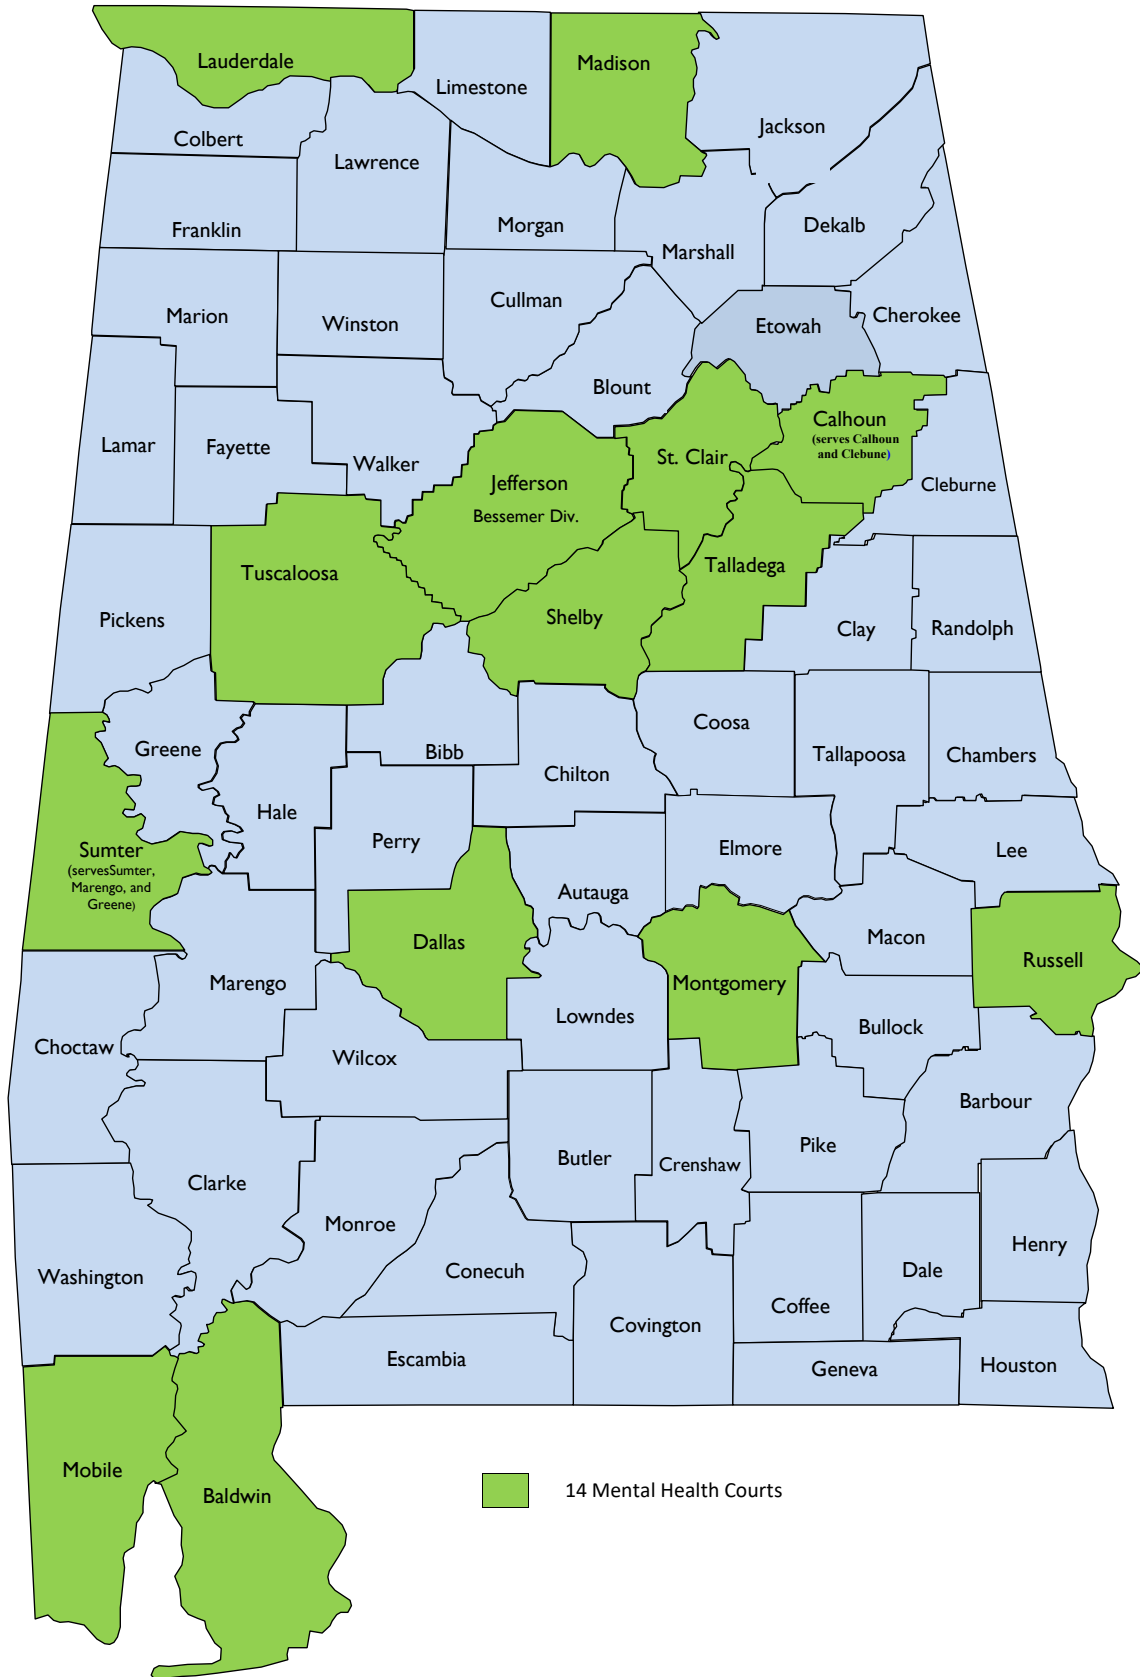 Lauderdale
Madison
Limestone
Jackson
Colbert
Lawrence
Franklin
Morgan
Dekalb
Marshall
Cullman
Marion
Winston
Etowah
Cherokee
Blount
Calhoun
(serves Calhoun
and Clebune)
Lamar
Fayette
Walker
St. Clair
Jefferson
Bessemer Div.
Cleburne
Tuscaloosa
Talladega
Pickens
Shelby
Clay
Randolph
Greene
Bibb
Coosa
Tallapoosa
Chambers
Chilton
Hale
Perry
Elmore
Lee
Sumter
(servesSumter,
Marengo, and
Greene)
Autauga
Dallas
Macon
Russell
Marengo
Montgomery
Lowndes
Bullock
Choctaw
Wilcox
Barbour
Pike
Butler
Crenshaw
Clarke
Monroe
Henry
Washington
Conecuh
Dale
Coffee
Covington
Escambia
Geneva
Houston
Mobile
Baldwin
14 Mental Health Courts